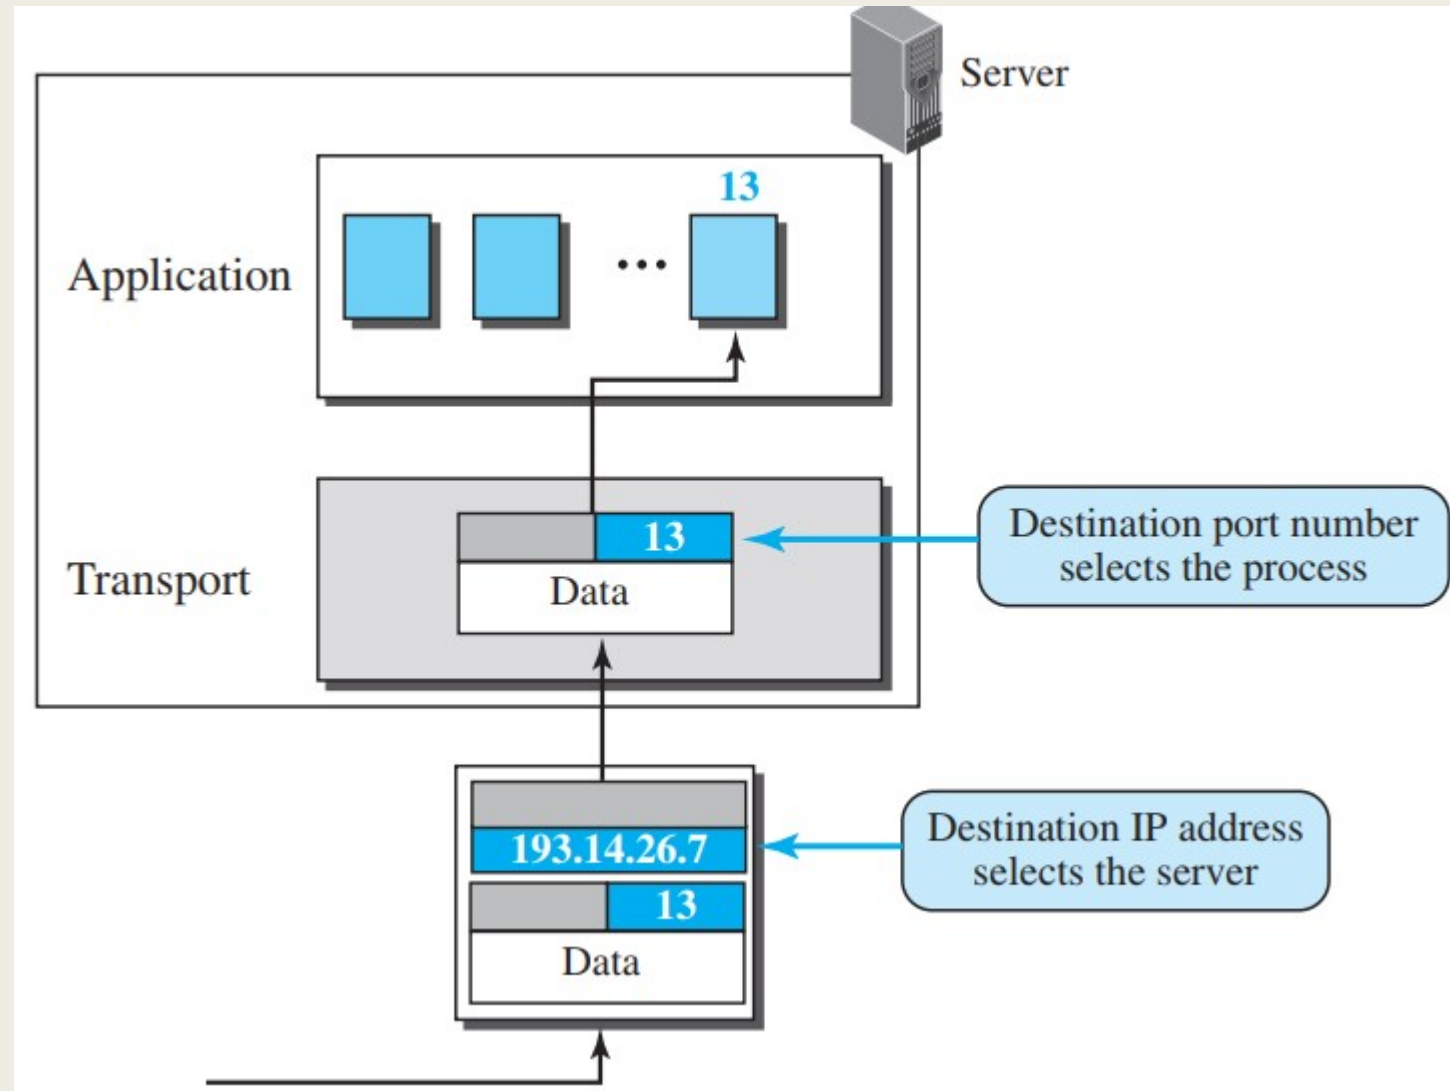 Server
13
Application
...
13
Destination port number
selects the process
Transport
Data
193.14.26.7
Destination IP address
selects the server
13
Data